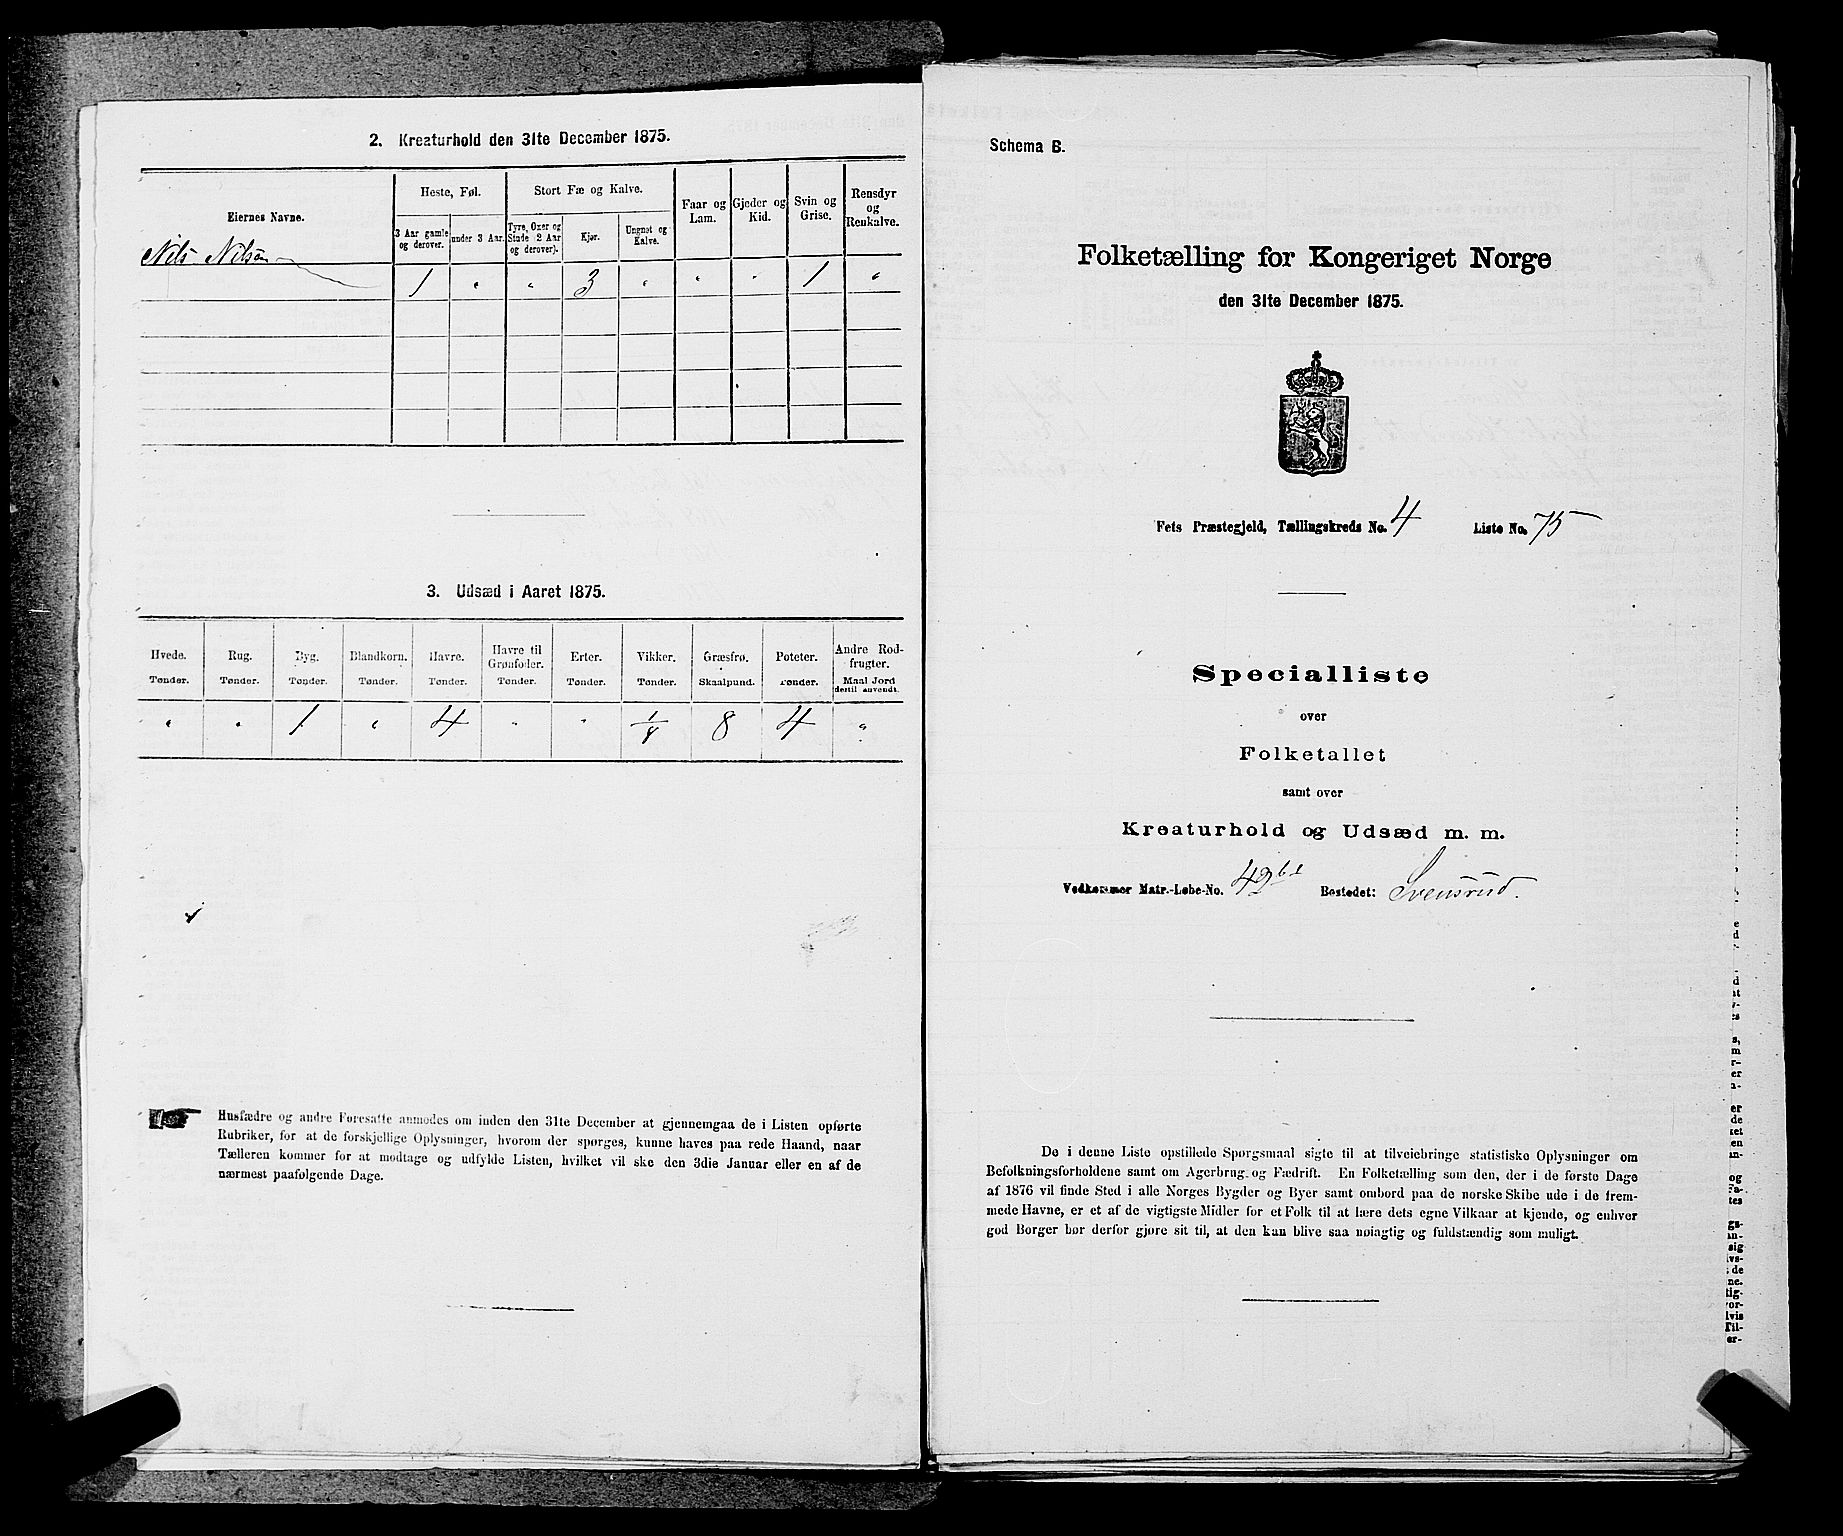 2. Kreaturhold den 31te December 1875.
Eiernes Navne.
Heste, Føl.
Stort Fæ og Kalve.
Faar og Lam.
Gjeder og Kid.
Svin og Grise.
Rensdyr og Renkalve.
3 Aar gamle og derover.
under 3 Aar.
Tyre, Oxer og Stude 2 Aar og derover).
Kjør.
Ungnøt og Kalve.
Nils Nilsen
1 " " 3 " " " 1 "
3. Udsæd i Aaret 1875.
Hvede. Rug. Byg. Blandkorn. Havre. Havre til Grønfoder. Erter. Vikker. Græsfrø. Poteter. Andre Rodfrugter.
Tønder. Tønder. Tønder. Tønder. Tønder. Tønder. Tønder. Tønder. Skaalpund. Tønder. Maal Jord dertil anvendt.
" " 1 " 4 " " 1/8 8 4 "
Husfædre og andre Foresatte anmodes om inden den 31te December at gjennemgaa de i Listen opførte
Rubriker, for at de forskjellige Oplysninger, hvorom der spørges, kunne haves paa rede Haand, naar
Tælleren kommer for at modtage og udfylde Listen, hvilket vil ske den 3die Januar eller en af de
nærmest paafølgende Dage.
Schema B.
Folketælling for Kongeriget Norge
den 31te December 1875.
Fets Præstegjeld, Tællingskreds No. 4 Liste No. 75
Specialliste
over
Folketallet
samt over
Kreaturhold og Udsæd m. m.
Vedkommer Matr.-Løbe-No. 42 b1 Bostedet: Svensrud.
De i denne Liste opstillede Spørgsmaal sigte til at tilveiebringe statistiske Oplysninger om
Befolkningsforholdene samt om Agerbrug og Fædrift. En Folketælling som den, der i de første Dage
af 1876 vil finde Sted i alle Norges Bygder og Byer samt ombord paa de norske Skibe ude i de frem-
mede Havne, er et af de vigtigste Midler for et Folk til at lære dets egne Vilkaar at kjende, og enhver
god Borger bør derfor gjøre sit til, at den kan blive saa nøiagtig og fuldstændig som muligt.